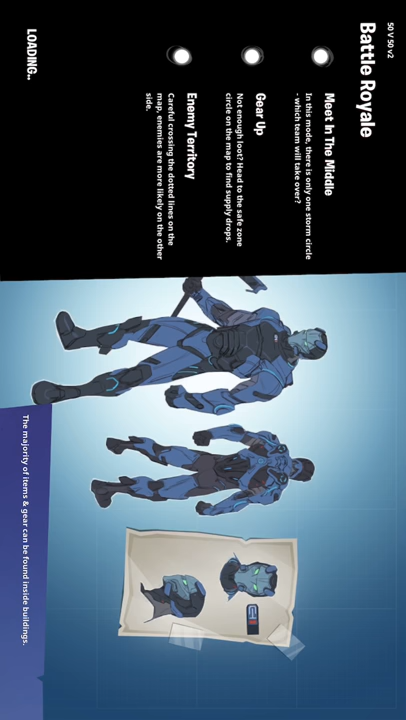 50 V 50 v2
Battle Royale
Meet In The Middle
In this mode, there is only one storm circle
- which team will take over?
Gear Up
Not enough loot? Head to the safe zone
circle on the map to find supply drops.
Enemy Territory
Careful crossing the dotted lines on the
map, enemies are more likely on the other
side.
LOADING..
The majority of items & gear can be found inside buildings.